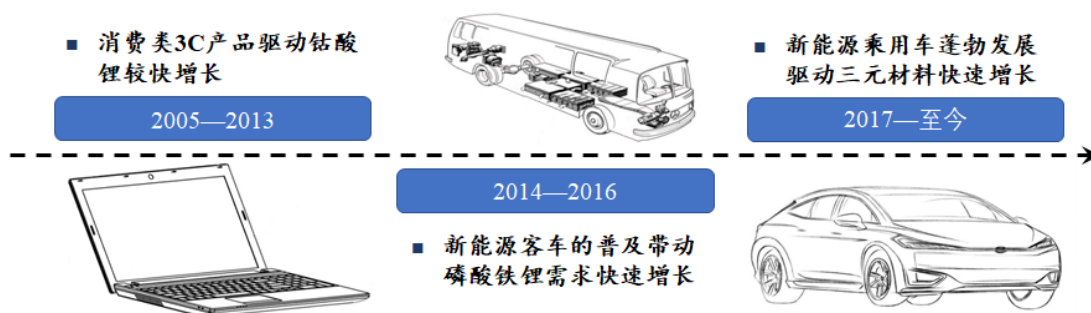 消费类3C产品驱动钴酸
锂较快增长
2005—2013
2014—2016
新能源客车的普及带动
磷酸铁锂需求快速增长
新能源乘用车蓬勃发展
驱动三元材料快速增长
2017—至今